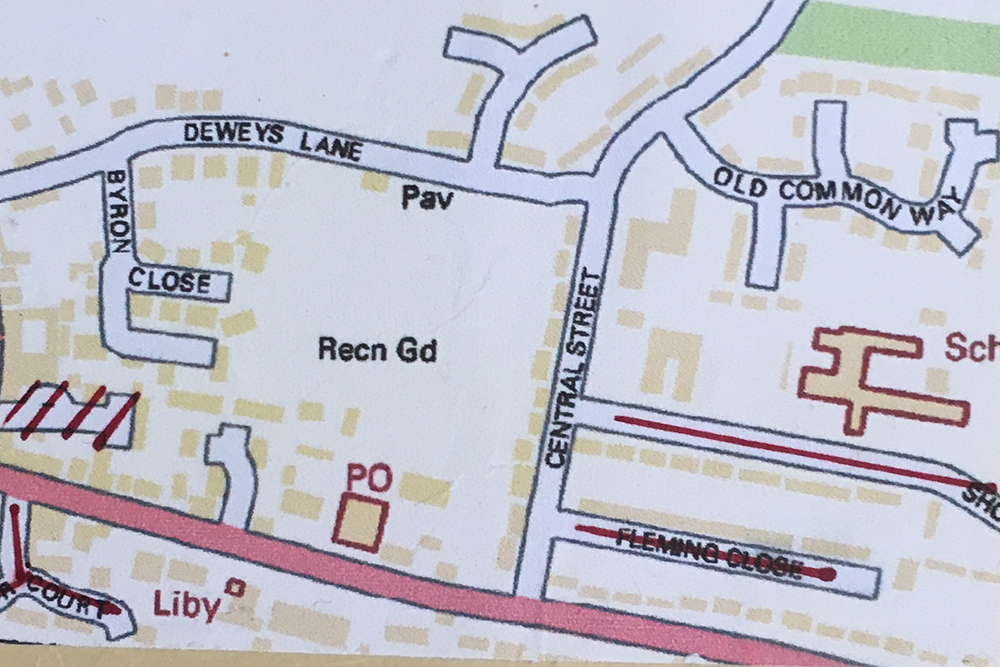 DEWEYS LANE
BYRON
CLOSE
Pav
OLD COMMON WAY
CENTRAL STREET
Recn Gd
Sch
PO
FLEMING CLOSE
COURT
Liby